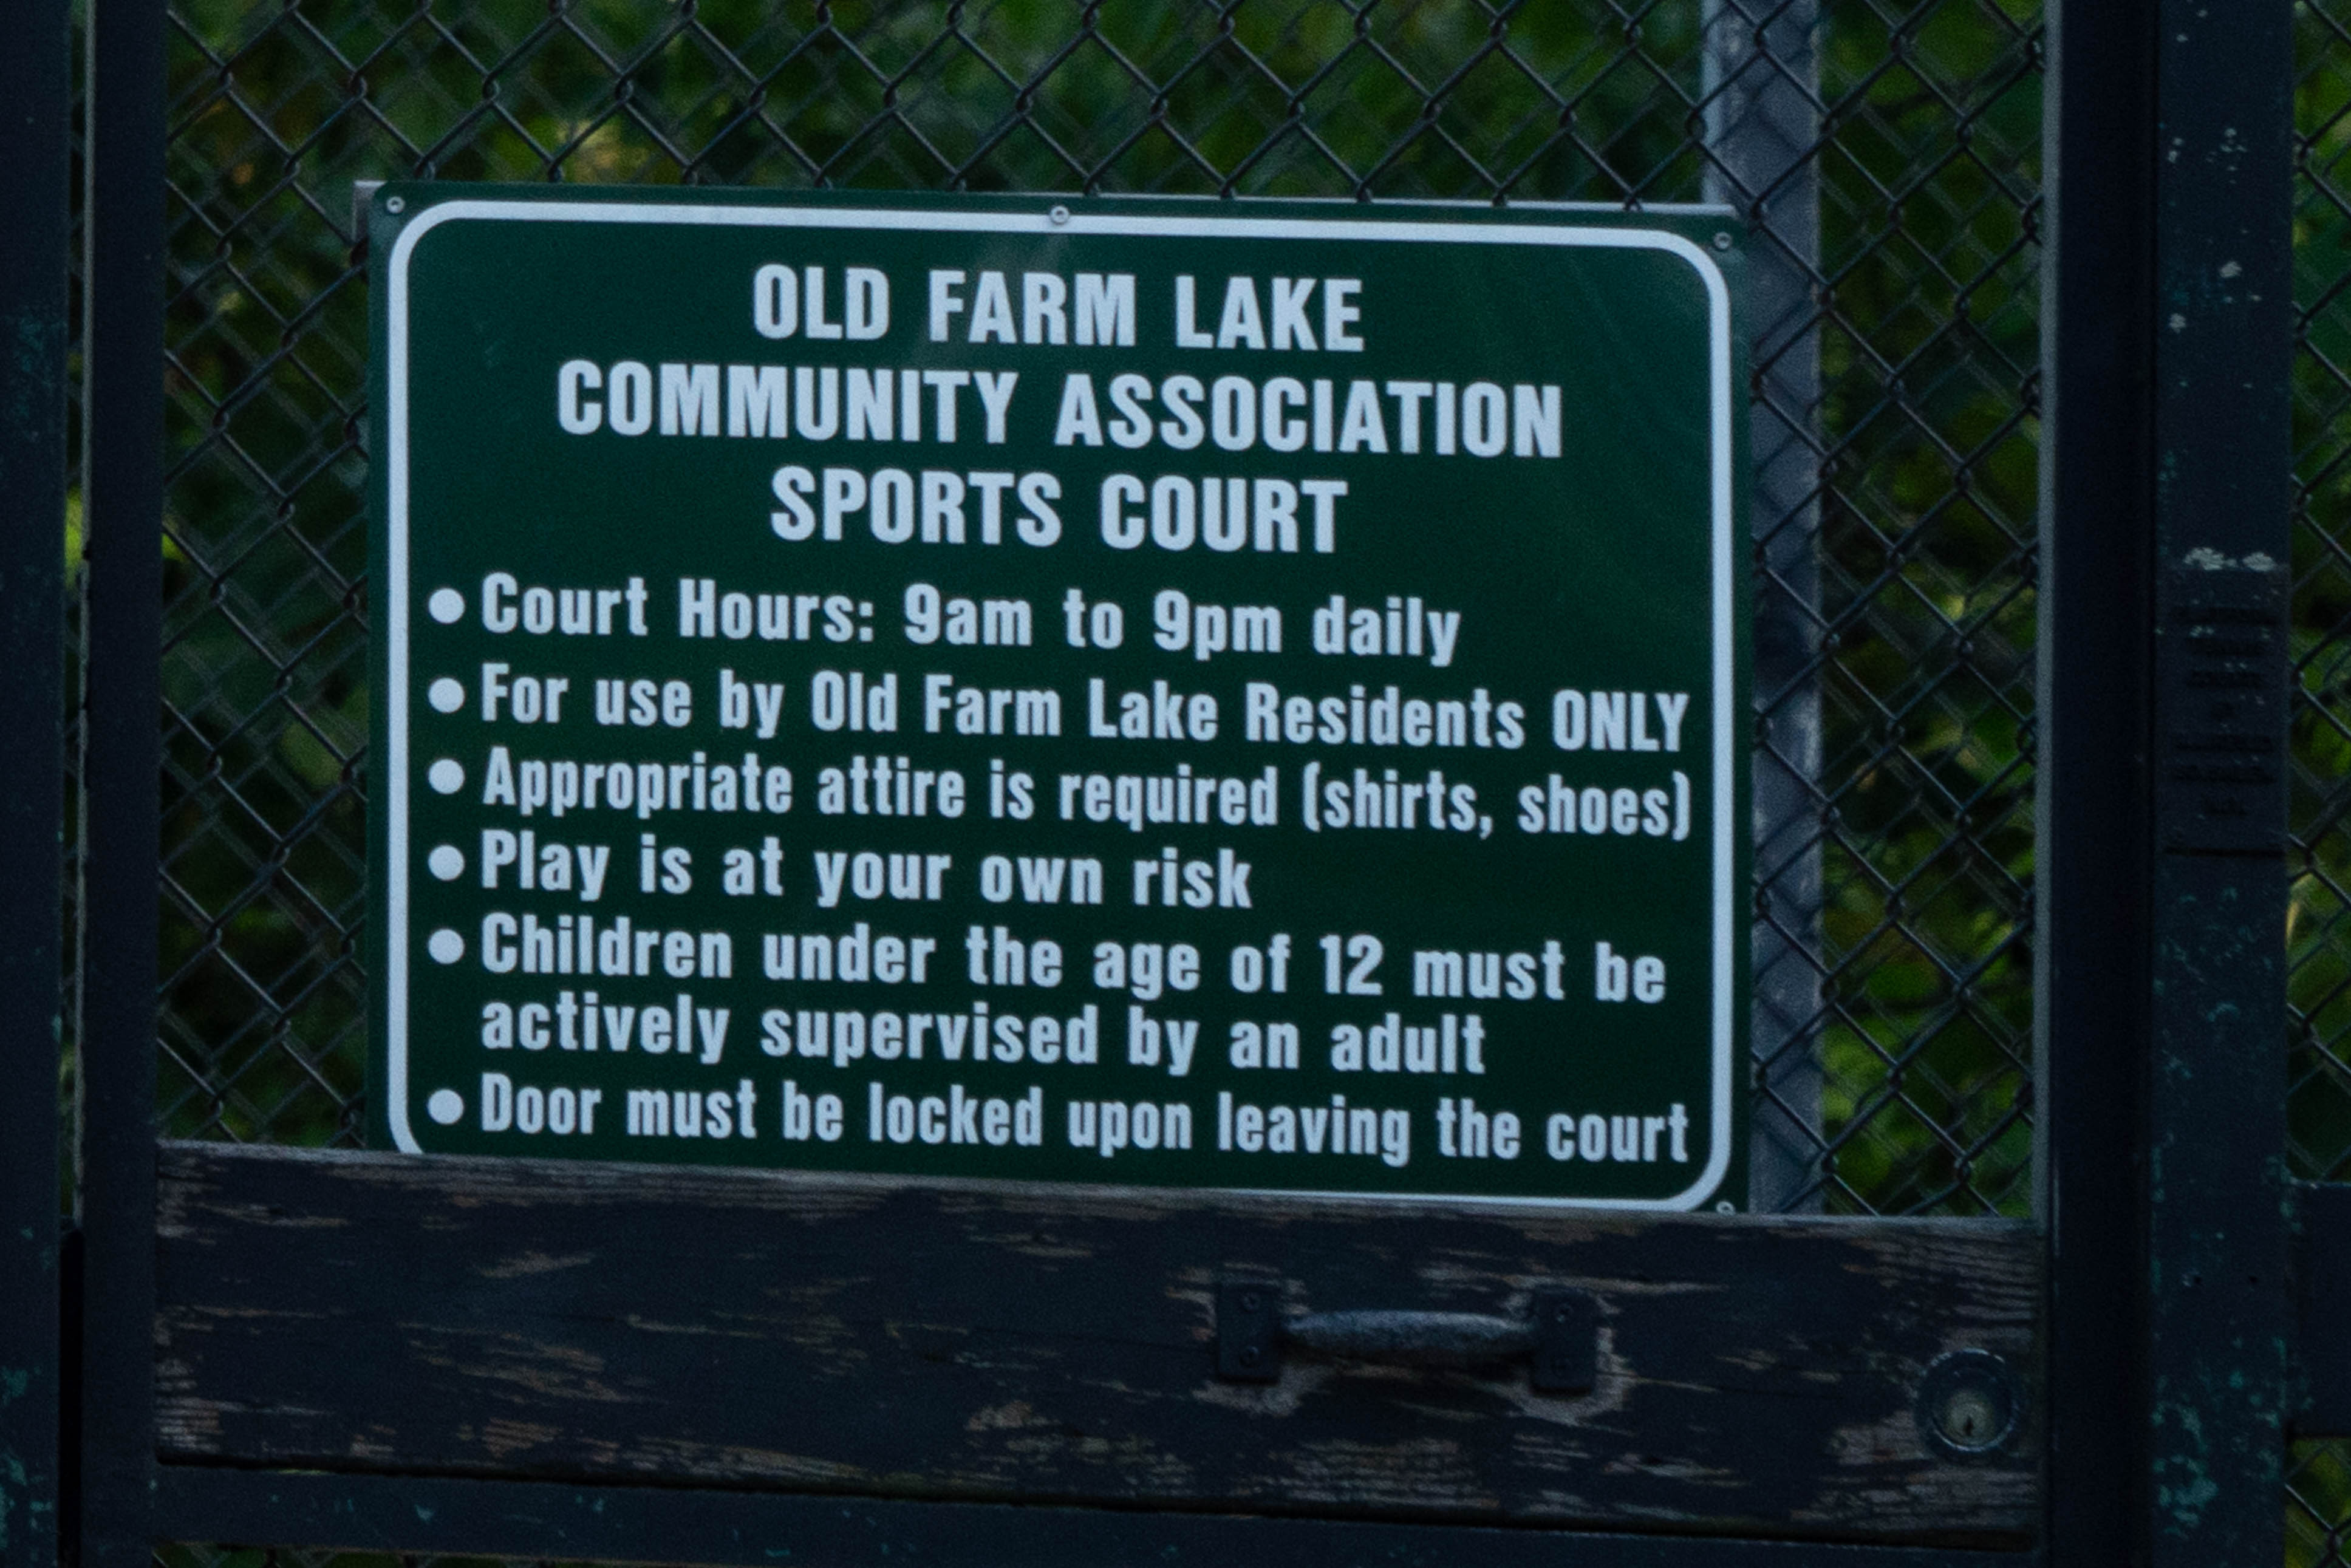 OLD FARM LAKE
COMMUNITY ASSOCIATION
SPORTS COURT
• Court Hours: 9am to 9pm daily
• For use by Old Farm Lake Residents ONLY
• Appropriate attire is required (shirts, shoes)
• Play is at your own risk
• Children under the age of 12 must be
actively supervised by an adult
• Door must be locked upon leaving the court